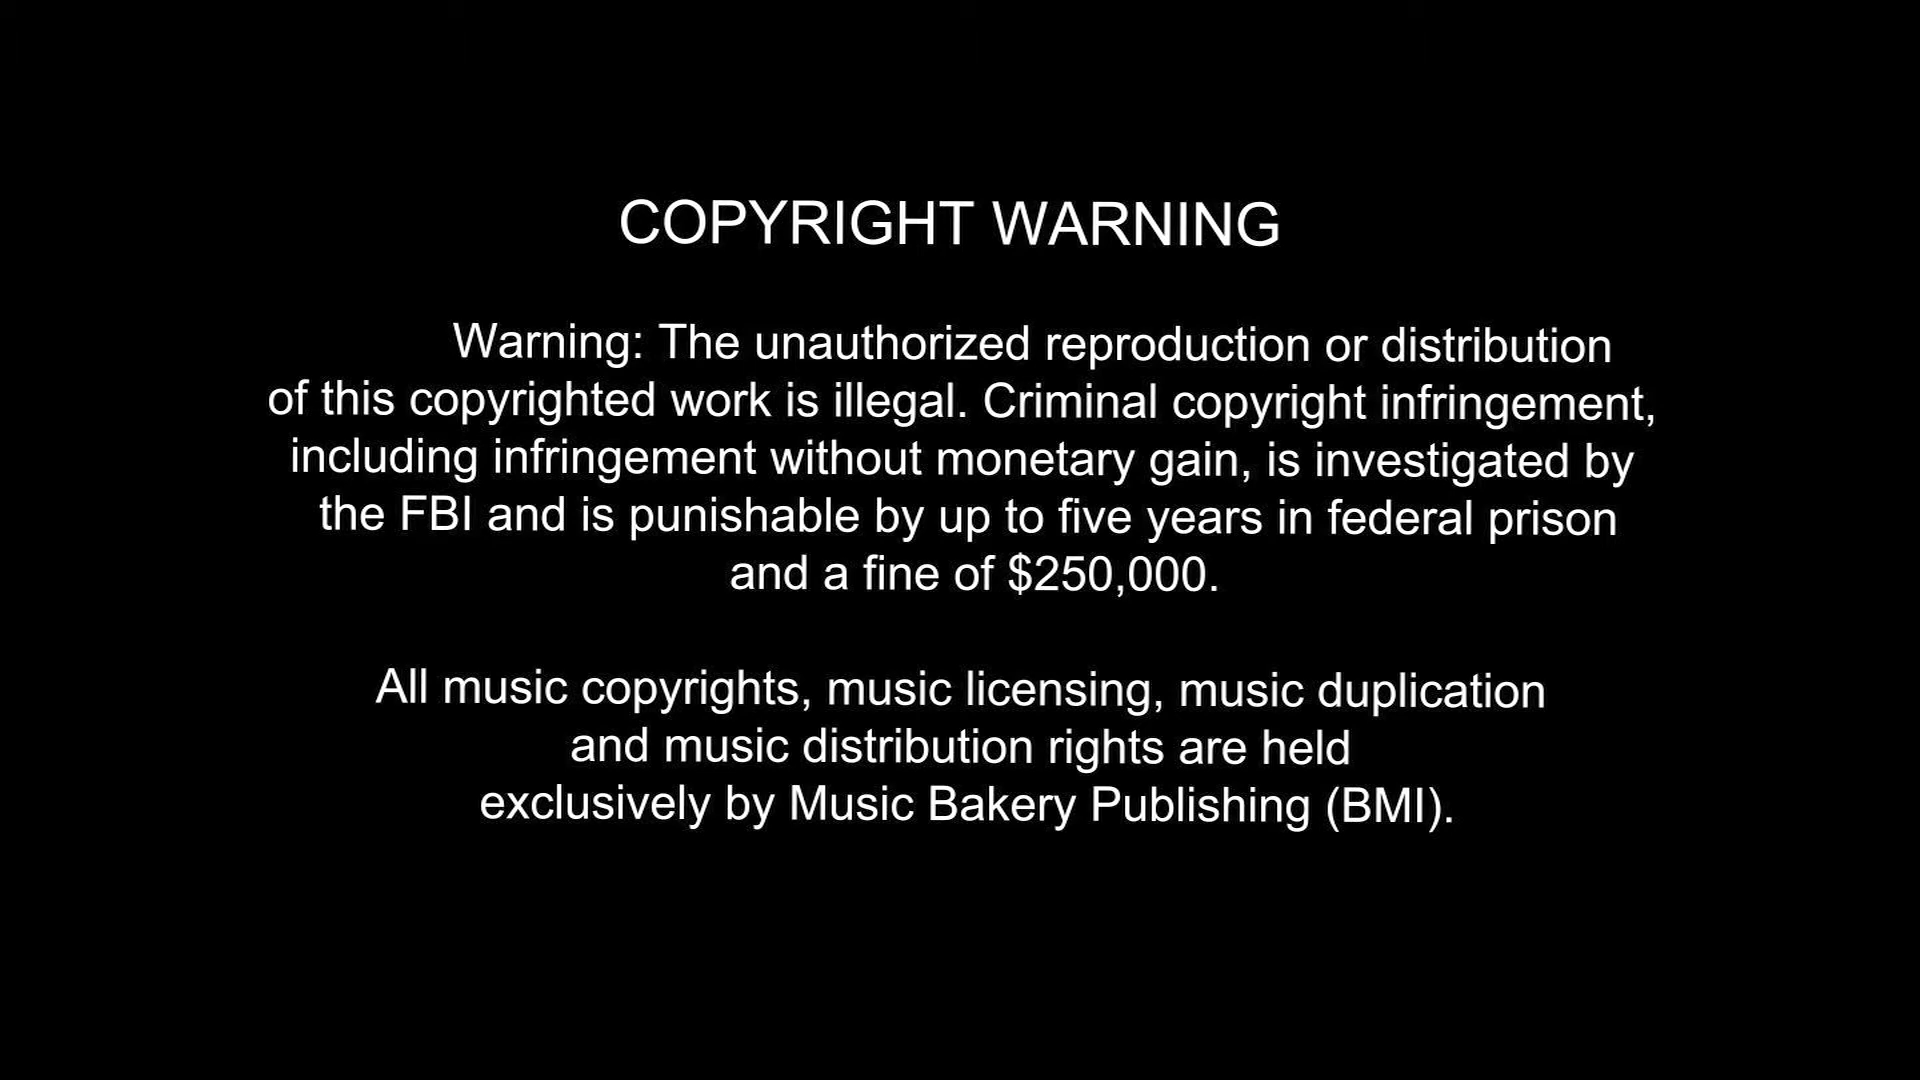 COPYRIGHT WARNING
Warning: The unauthorized reproduction or distribution
of this copyrighted work is illegal. Criminal copyright infringement,
including infringement without monetary gain, is investigated by
the FBI and is punishable by up to five years in federal prison
and a fine of $250,000.
All music copyrights, music licensing, music duplication
and music distribution rights are held
exclusively by Music Bakery Publishing (BMI).